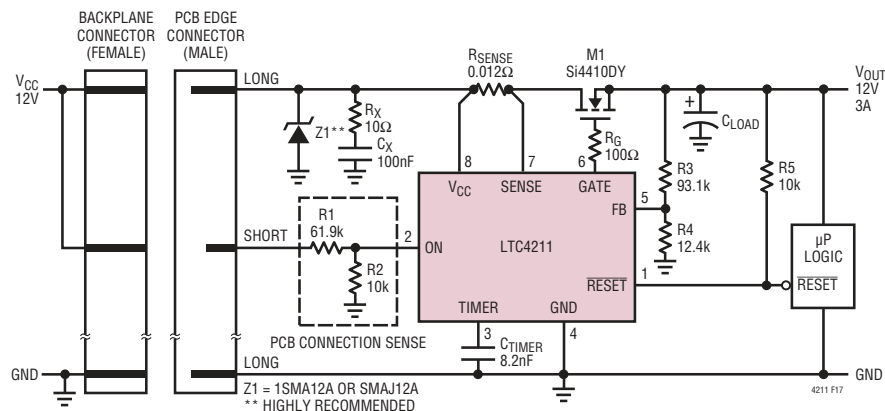 BACKPLANE
CONNECTOR
(FEMALE)
PCB EDGE
CONNECTOR
(MALE)
VCC
12V
LONG
Z1**
RX
10Ω
CX
100nF
RSENSE
0.012Ω
M1
Si4410DY
RG
100Ω
VOUT
12V
3A
+
CLOAD
R3
93.1k
R5
10k
8
7
6
VCC
SENSE
GATE
5
FB
R4
12.4k
SHORT
R1
61.9k
2
ON
LTC4211
R2
10k
RESET
1
µP
LOGIC
RESET
PCB CONNECTION SENSE
TIMER
GND
3
4
CTIMER
8.2nF
GND
LONG
GND
Z1 = 1SMA12A OR SMAJ12A
** HIGHLY RECOMMENDED
4211 F17